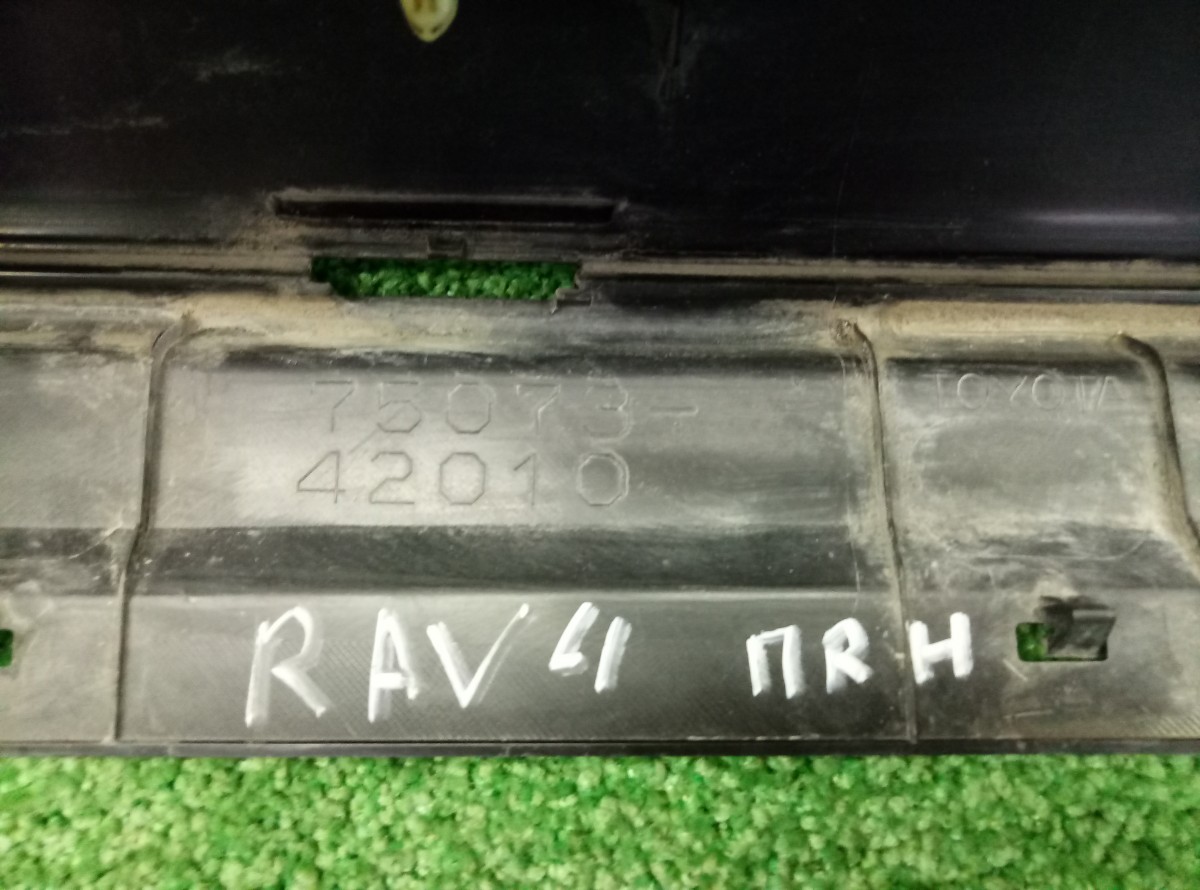 75073-
42010
TOYOTA
RAV4 ПRН